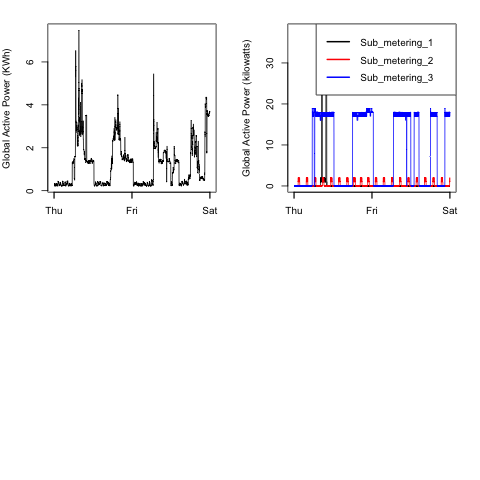 Global Active Power (KWh)
0
2
4
6
Thu
Fri
Sat
Global Active Power (kilowatts)
0
10
20
30
Thu
Fri
Sat
Sub_metering_1
Sub_metering_2
Sub_metering_3